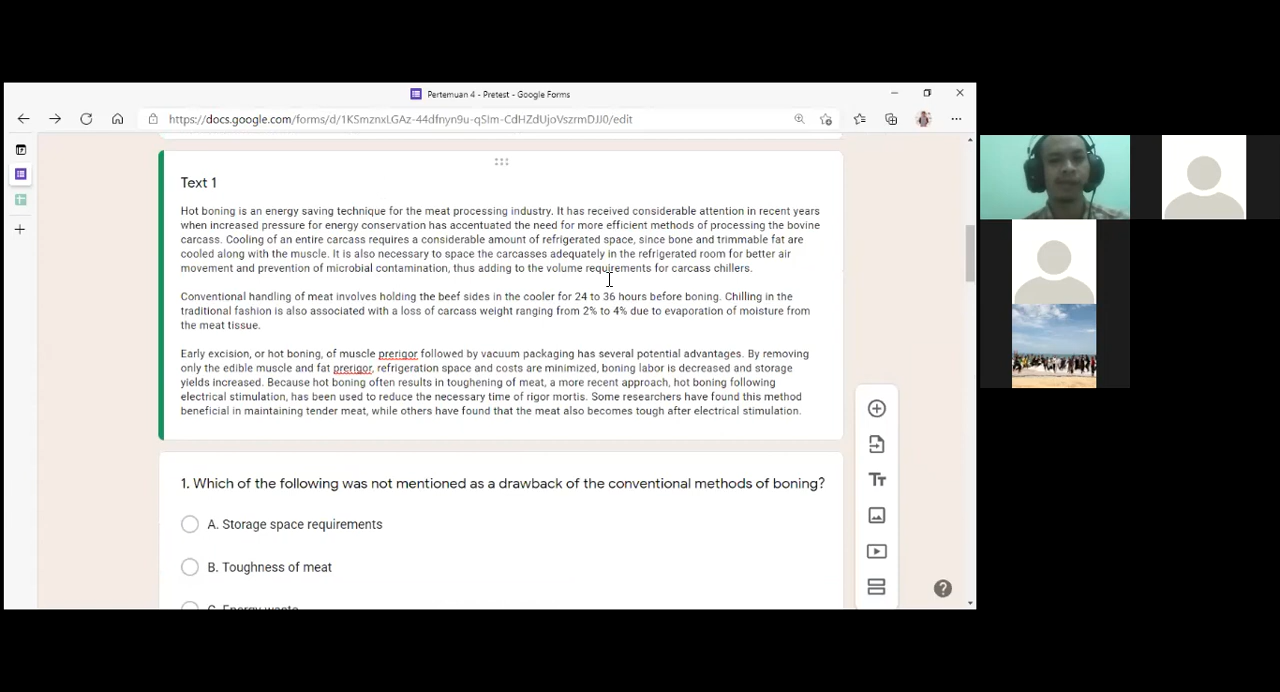 Pertemuan 4 - Pretest - Google Forms
https://docs.google.com/forms/d/1KSmznxLGAz-44dfnyn9u-qSIm-CdHZdUjoVszrmDJJ0/edit
Text 1
Hot boning is an energy saving technique for the meat processing industry. It has received considerable attention in recent years
when increased pressure for energy conservation has accentuated the need for more efficient methods of processing the bovine
carcass. Cooling of an entire carcass requires a considerable amount of refrigerated space, since bone and trimmable fat are
cooled along with the muscle. It is also necessary to space the carcasses adequately in the refrigerated room for better air
movement and prevention of microbial contamination, thus adding to the volume requirements for carcass chillers.
Conventional handling of meat involves holding the beef sides in the cooler for 24 to 36 hours before boning. Chilling in the
traditional fashion is also associated with a loss of carcass weight ranging from 2% to 4% due to evaporation of moisture from
the meat tissue.
Early excision, or hot boning, of muscle prerigor followed by vacuum packaging has several potential advantages. By removing
only the edible muscle and fat prerigor, refrigeration space and costs are minimized, boning labor is decreased and storage
yields increased. Because hot boning often results in toughening of meat, a more recent approach, hot boning following
electrical stimulation, has been used to reduce the necessary time of rigor mortis. Some researchers have found this method
beneficial in maintaining tender meat, while others have found that the meat also becomes tough after electrical stimulation.
1. Which of the following was not mentioned as a drawback of the conventional methods of boning?
A. Storage space requirements
B. Toughness of meat
C. Energy waste
Tт